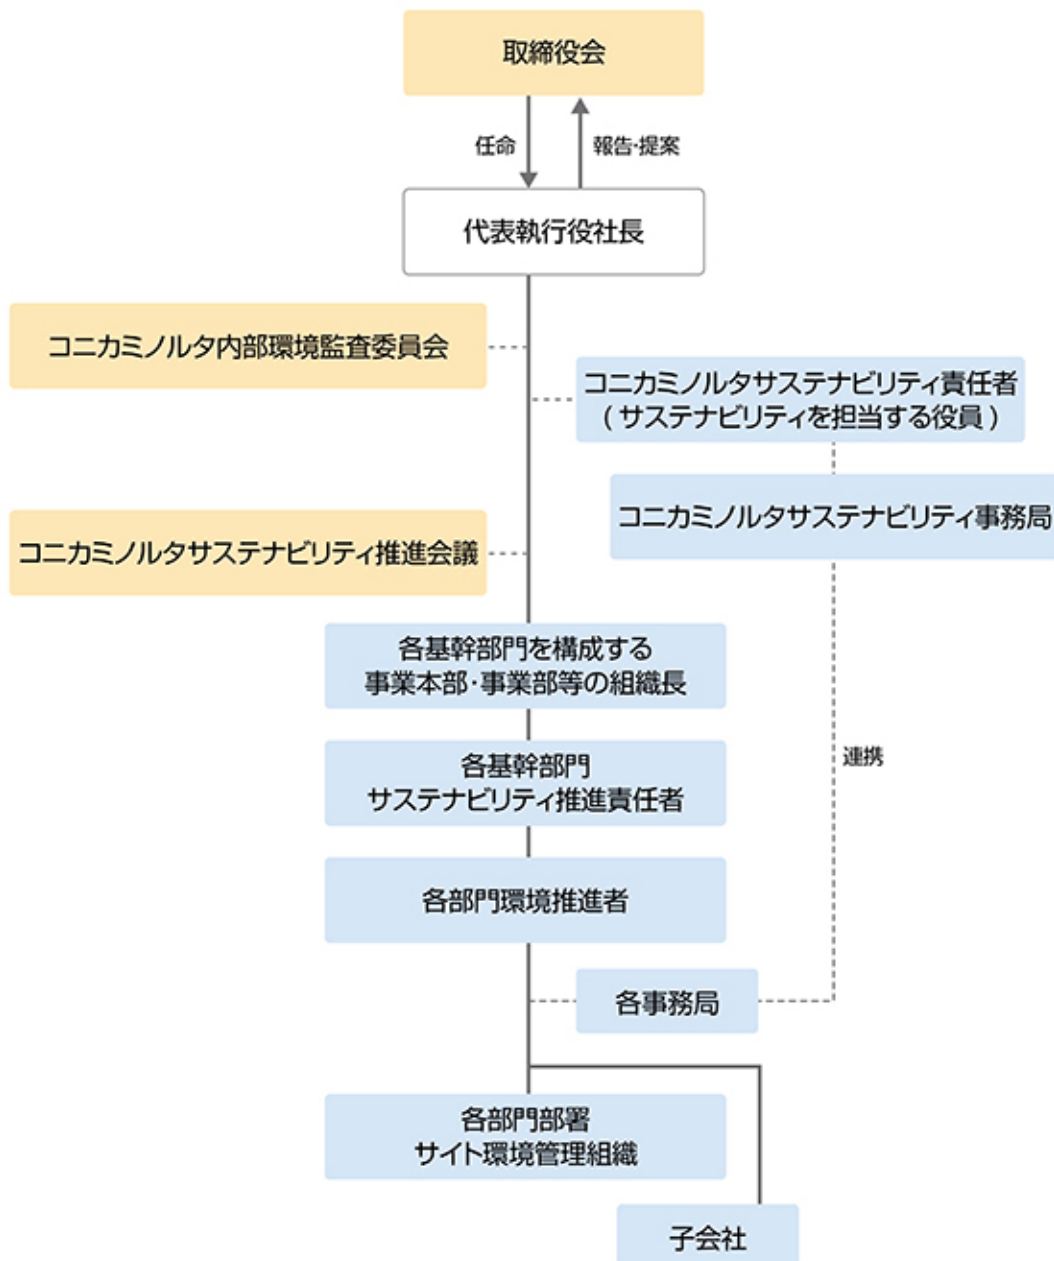 取締役会
任命
報告・提案
代表執行役社長
コニカミノルタ内部環境監査委員会
コニカミノルタサステナビリティ責任者
(サステナビリティを担当する役員)
コニカミノルタサステナビリティ事務局
コニカミノルタサステナビリティ推進会議
各基幹部門を構成する
事業本部・事業部等の組織長
各基幹部門
サステナビリティ推進責任者
連携
各部門環境推進者
各事務局
各部門部署
サイト環境管理組織
子会社